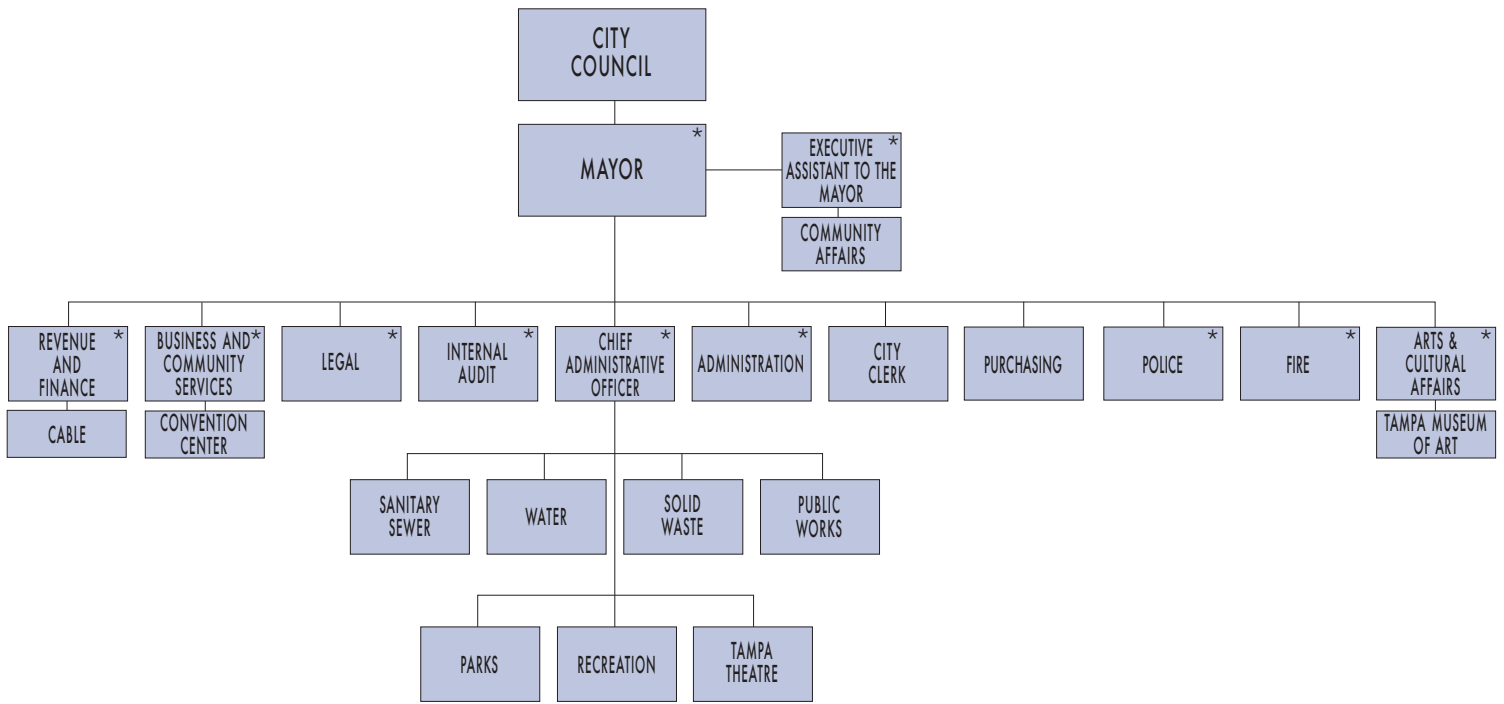 CITY
COUNCIL
MAYOR *
EXECUTIVE *
ASSISTANT TO THE
MAYOR
COMMUNITY
AFFAIRS
REVENUE *
AND
FINANCE
BUSINESS AND*
COMMUNITY
SERVICES
LEGAL *
INTERNAL *
AUDIT
CHIEF *
ADMINISTRATIVE
OFFICER
ADMINISTRATION *
CITY
CLERK
PURCHASING
POLICE *
FIRE *
ARTS & *
CULTURAL
AFFAIRS
CABLE
CONVENTION
CENTER
TAMPA MUSEUM
OF ART
SANITARY
SEWER
WATER
SOLID
WASTE
PUBLIC
WORKS
PARKS
RECREATION
TAMPA
THEATRE